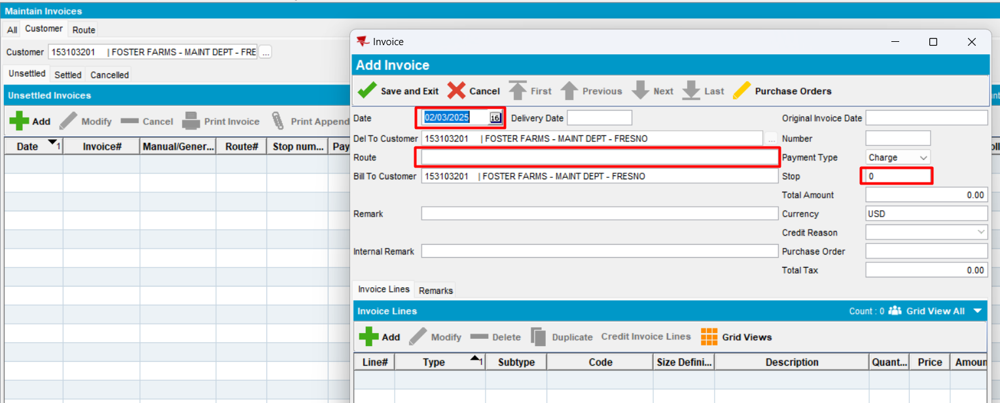 Maintain Invoices
All Customer Route
Customer 153103201 | FOSTER FARMS - MAINT DEPT - FRE ...
Unsettled Settled Cancelled
Unsettled Invoices
Add Modify Cancel Print Invoice Print Append
Date 1 Invoice# Manual/Gener... Route# Stop num... Pay
Invoice
Add Invoice
Save and Exit Cancel First Previous Next Last Purchase Orders
Date 02/03/2025 16 Delivery Date Original Invoice Date
Del To Customer 153103201 | FOSTER FARMS - MAINT DEPT - FRESNO ... Number
Route Payment Type Charge
Bill To Customer 153103201 | FOSTER FARMS - MAINT DEPT - FRESNO Stop 0
Total Amount 0.00
Remark Currency USD
Credit Reason
Internal Remark Purchase Order
Total Tax 0.00
Invoice Lines Remarks
Invoice Lines Count : 0 Grid View All
Add Modify Delete Duplicate Credit Invoice Lines Grid Views
Line# Type 1 Subtype Code Size Defini... Description Quant... Price Amoun